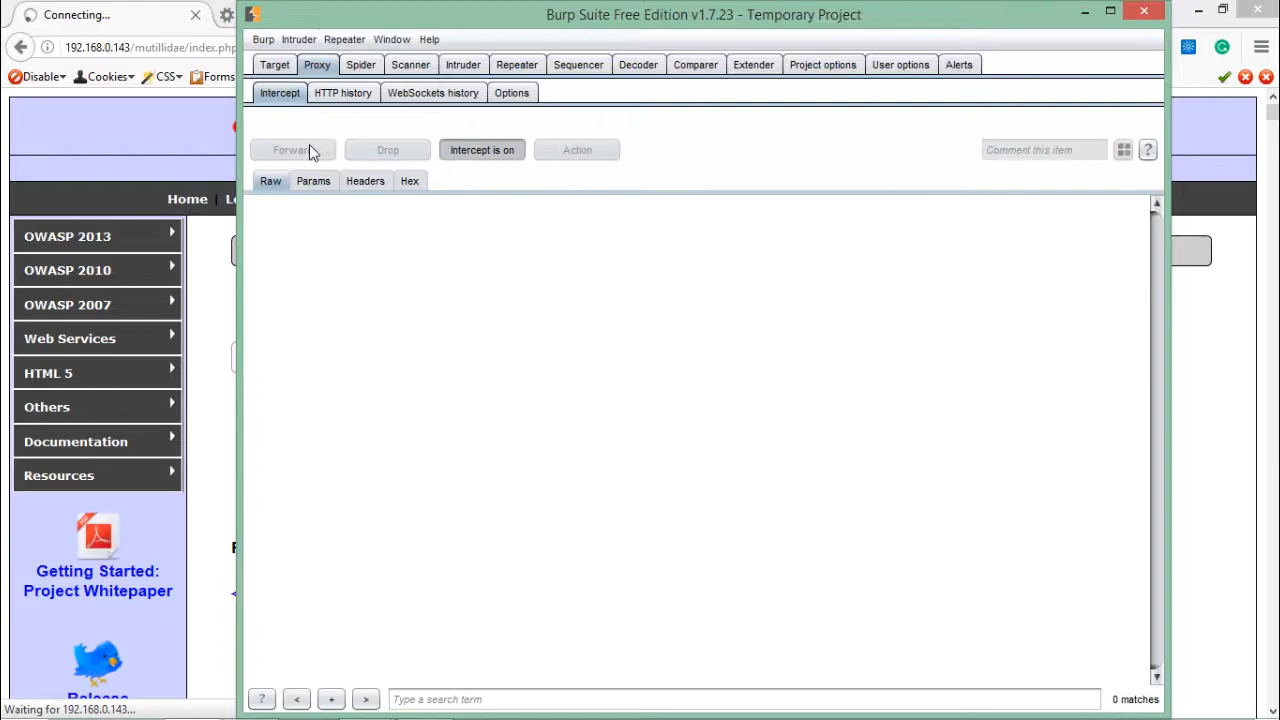 Connecting...
Burp Suite Free Edition v1.7.23 - Temporary Project
192.168.0.143/mutillidae/index.php
Burp Intruder Repeater Window Help
Disable Cookies CSS Forms
Target Proxy Spider Scanner Intruder Repeater Sequencer Decoder Comparer Extender Project options User options Alerts
Intercept HTTP history WebSockets history Options
Forward Drop Intercept is on Action Comment this item ?
Raw Params Headers Hex
Home
OWASP 2013
OWASP 2010
OWASP 2007
Web Services
HTML 5
Others
Documentation
Resources
Getting Started:
Project Whitepaper
Release
? < + > Type a search term 0 matches
Waiting for 192.168.0.143...